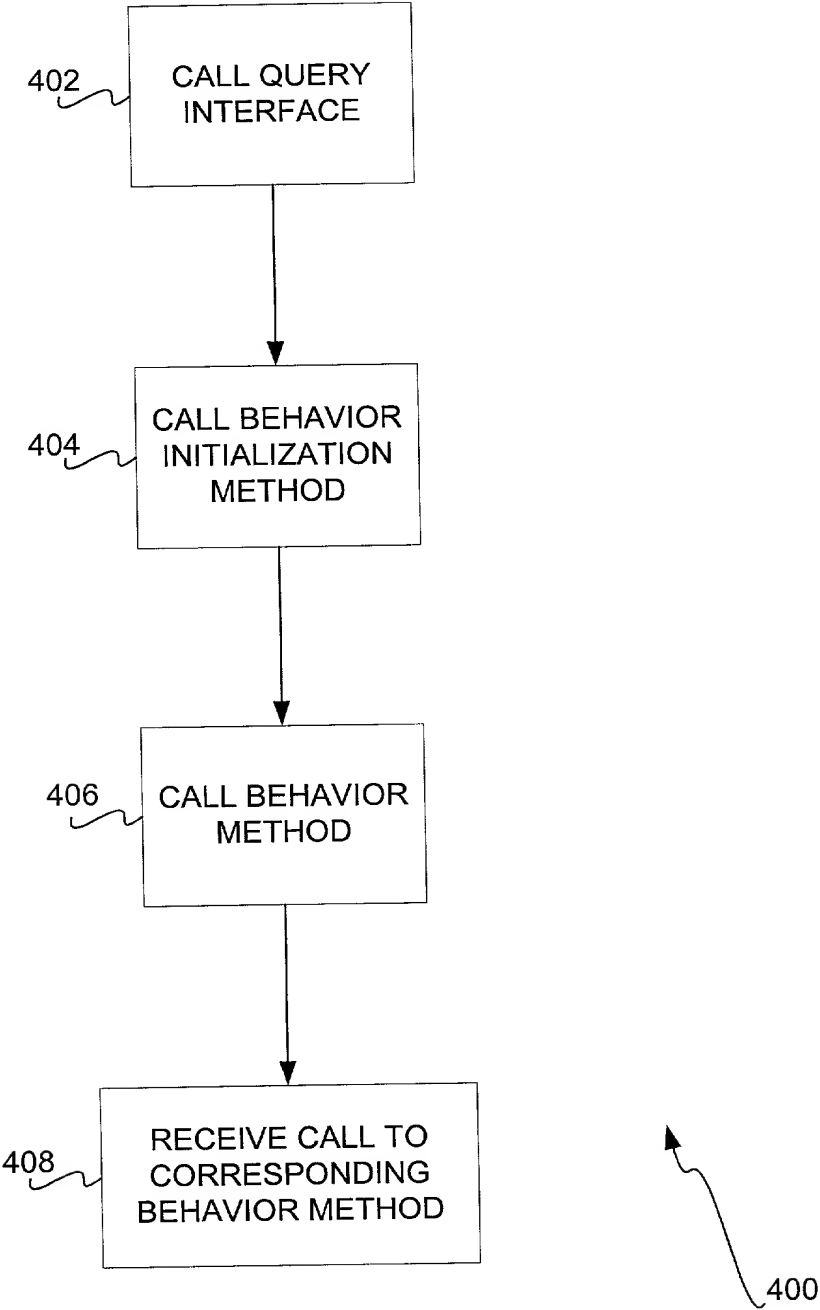 402
CALL QUERY
INTERFACE
404
CALL BEHAVIOR
INITIALIZATION
METHOD
406
CALL BEHAVIOR
METHOD
408
RECEIVE CALL TO
CORRESPONDING
BEHAVIOR METHOD
400